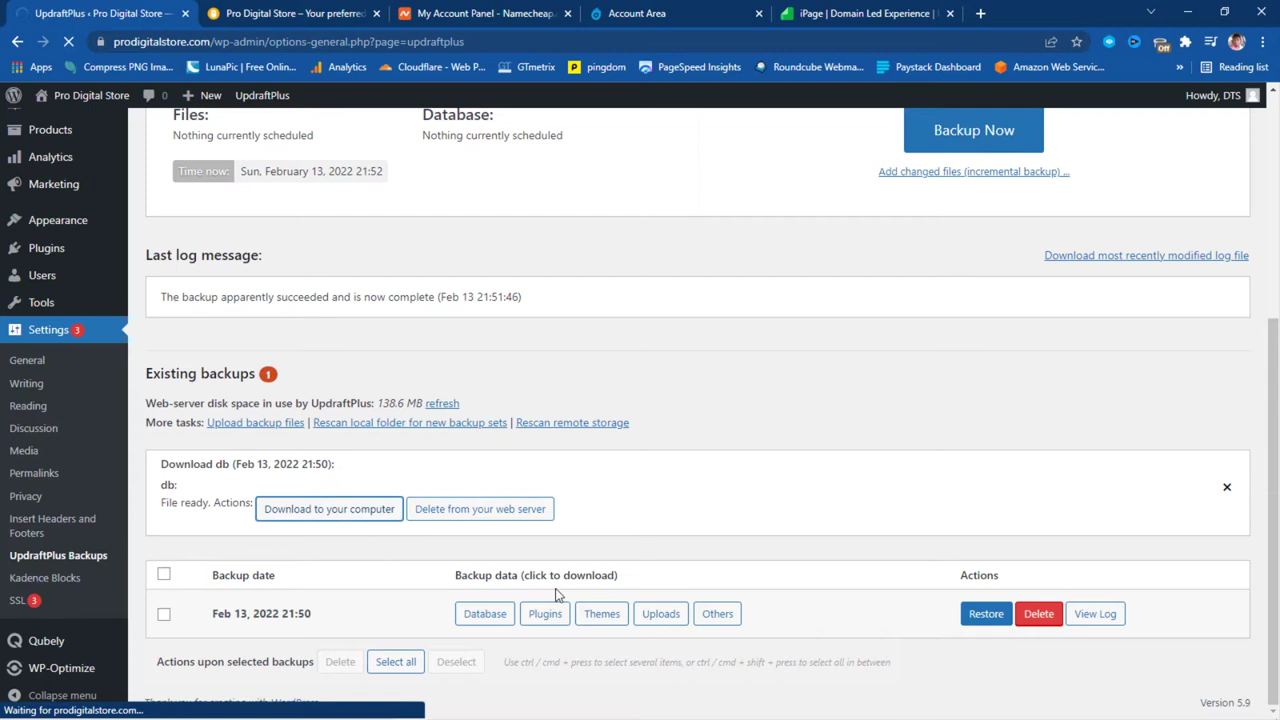 UpdraftPlus ‹ Pro Digital Store —
Pro Digital Store – Your preferred
My Account Panel - Namecheap.
Account Area
iPage | Domain Led Experience |
prodigitalstore.com/wp-admin/options-general.php?page=updraftplus
Off
Apps
Compress PNG Ima...
LunaPic | Free Onlin...
Analytics
Cloudflare - Web P...
GTmetrix
pingdom
PageSpeed Insights
Roundcube Webma...
Paystack Dashboard
Amazon Web Servic...
»
Reading list
Pro Digital Store
0
New
UpdraftPlus
Howdy, DTS
Products
Analytics
Marketing
Appearance
Plugins
Users
Tools
Settings 3
General
Writing
Reading
Discussion
Media
Permalinks
Privacy
Insert Headers and
Footers
UpdraftPlus Backups
Kadence Blocks
SSL 3
Qubely
WP-Optimize
Collapse menu
Files:
Database:
Nothing currently scheduled
Nothing currently scheduled
Time now: Sun, February 13, 2022 21:52
Backup Now
Add changed files (incremental backup) ...
Last log message:
Download most recently modified log file
The backup apparently succeeded and is now complete (Feb 13 21:51:46)
Existing backups 1
Web-server disk space in use by UpdraftPlus: 138.6 MB refresh
More tasks: Upload backup files | Rescan local folder for new backup sets | Rescan remote storage
Download db (Feb 13, 2022 21:50):
db:
File ready. Actions: Download to your computer Delete from your web server
Backup date
Backup data (click to download)
Actions
Feb 13, 2022 21:50
Database Plugins Themes Uploads Others
Restore Delete View Log
Actions upon selected backups Delete Select all Deselect Use ctrl / cmd + press to select several items, or ctrl / cmd + shift + press to select all in between
Thank you for creating with WordPress.
Version 5.9
Waiting for prodigitalstore.com...